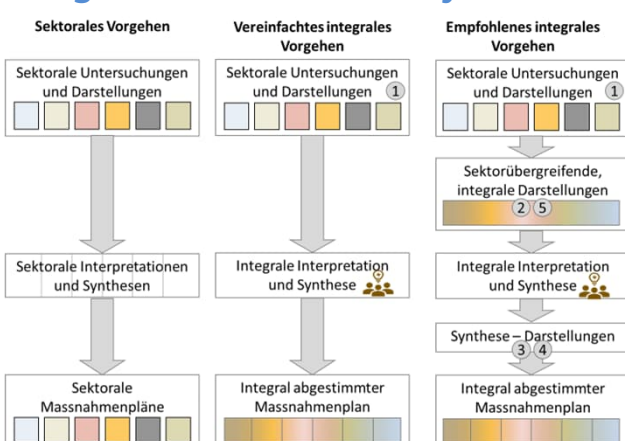 Sektorales Vorgehen
Sektorale Untersuchungen
und Darstellungen
Sektorale Interpretationen
und Synthesen
Sektorale
Massnahmenpläne
Vereinfachtes integrales
Vorgehen
Sektorale Untersuchungen
und Darstellungen 1
Integrale Interpretation
und Synthese
Integral abgestimmter
Massnahmenplan
Empfohlenes integrales
Vorgehen
Sektorale Untersuchungen
und Darstellungen 1
Sektorübergreifende,
integrale Darstellungen
2 5
Integrale Interpretation
und Synthese
Synthese – Darstellungen
3 4
Integral abgestimmter
Massnahmenplan